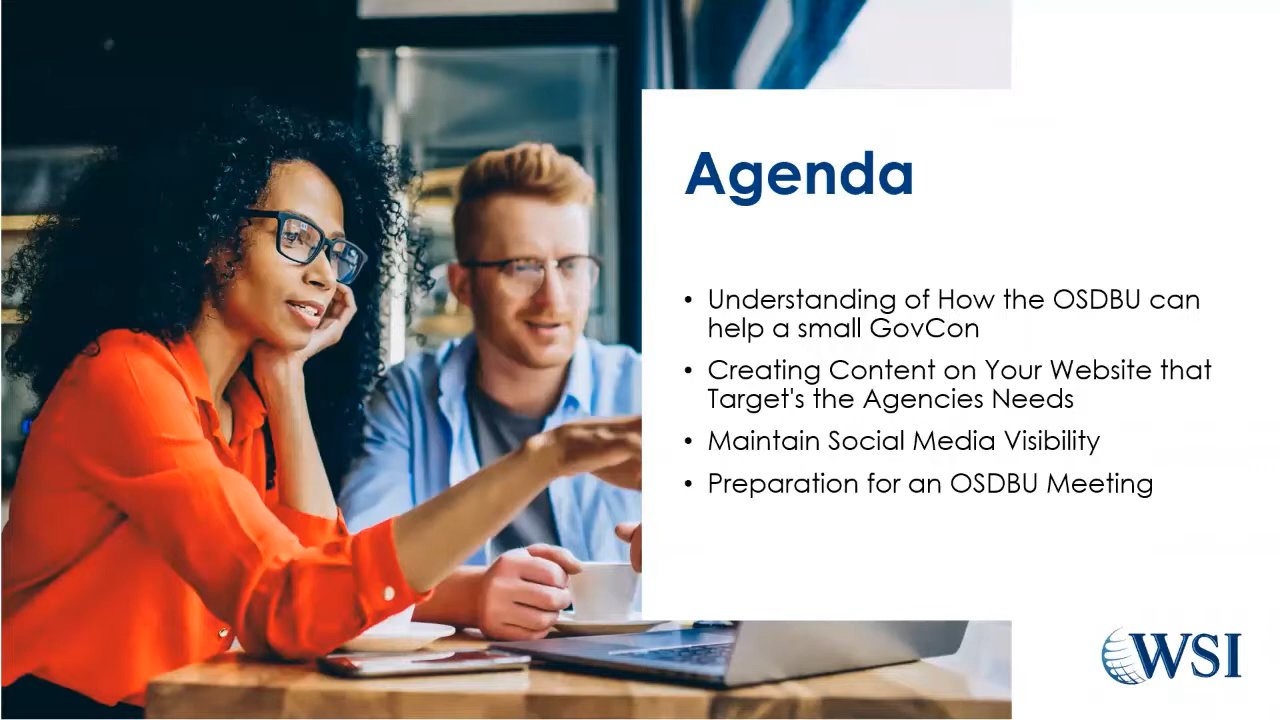 Agenda
• Understanding of How the OSDBU can
help a small GovCon
• Creating Content on Your Website that
Target's the Agencies Needs
• Maintain Social Media Visibility
• Preparation for an OSDBU Meeting
WSI